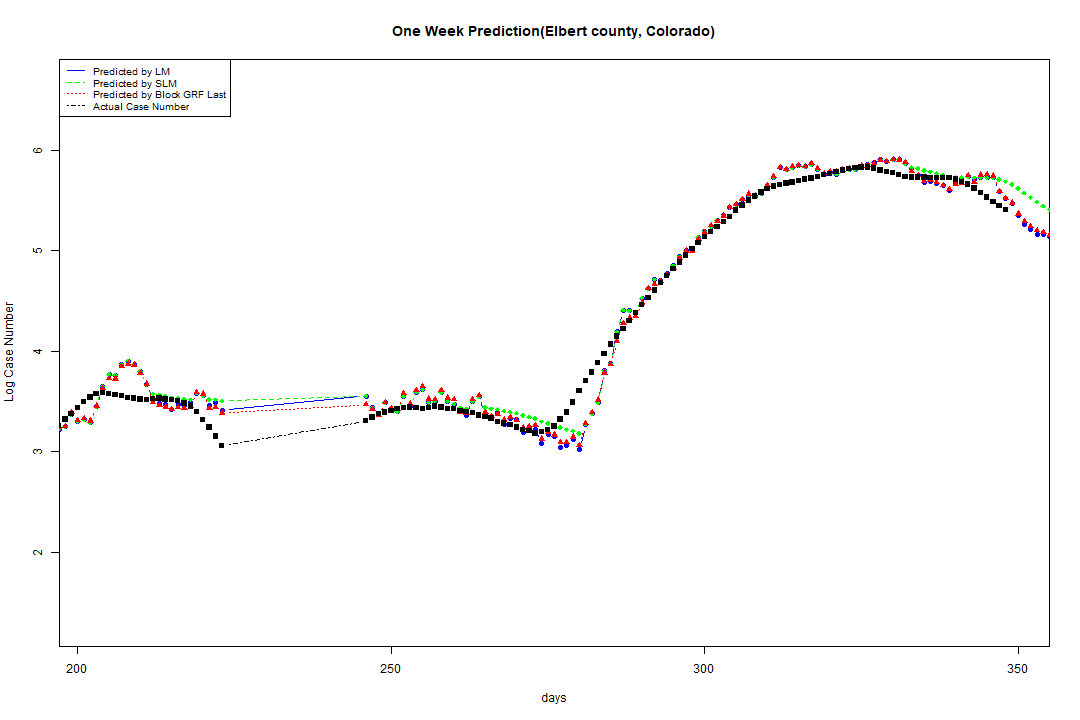 One Week Prediction(Elbert county, Colorado)
Predicted by LM
Predicted by SLM
Predicted by Block GRF Last
Actual Case Number
Log Case Number
6
5
4
3
2
200 250 300 350
days